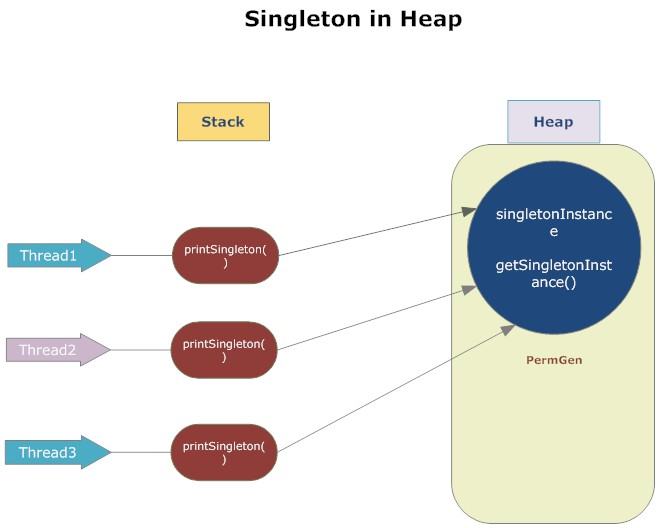 Singleton in Heap
Stack
Heap
singletonInstanc
e
getSingletonInst
ance()
Thread1
printSingleton(
)
Thread2
printSingleton(
)
PermGen
Thread3
printSingleton(
)